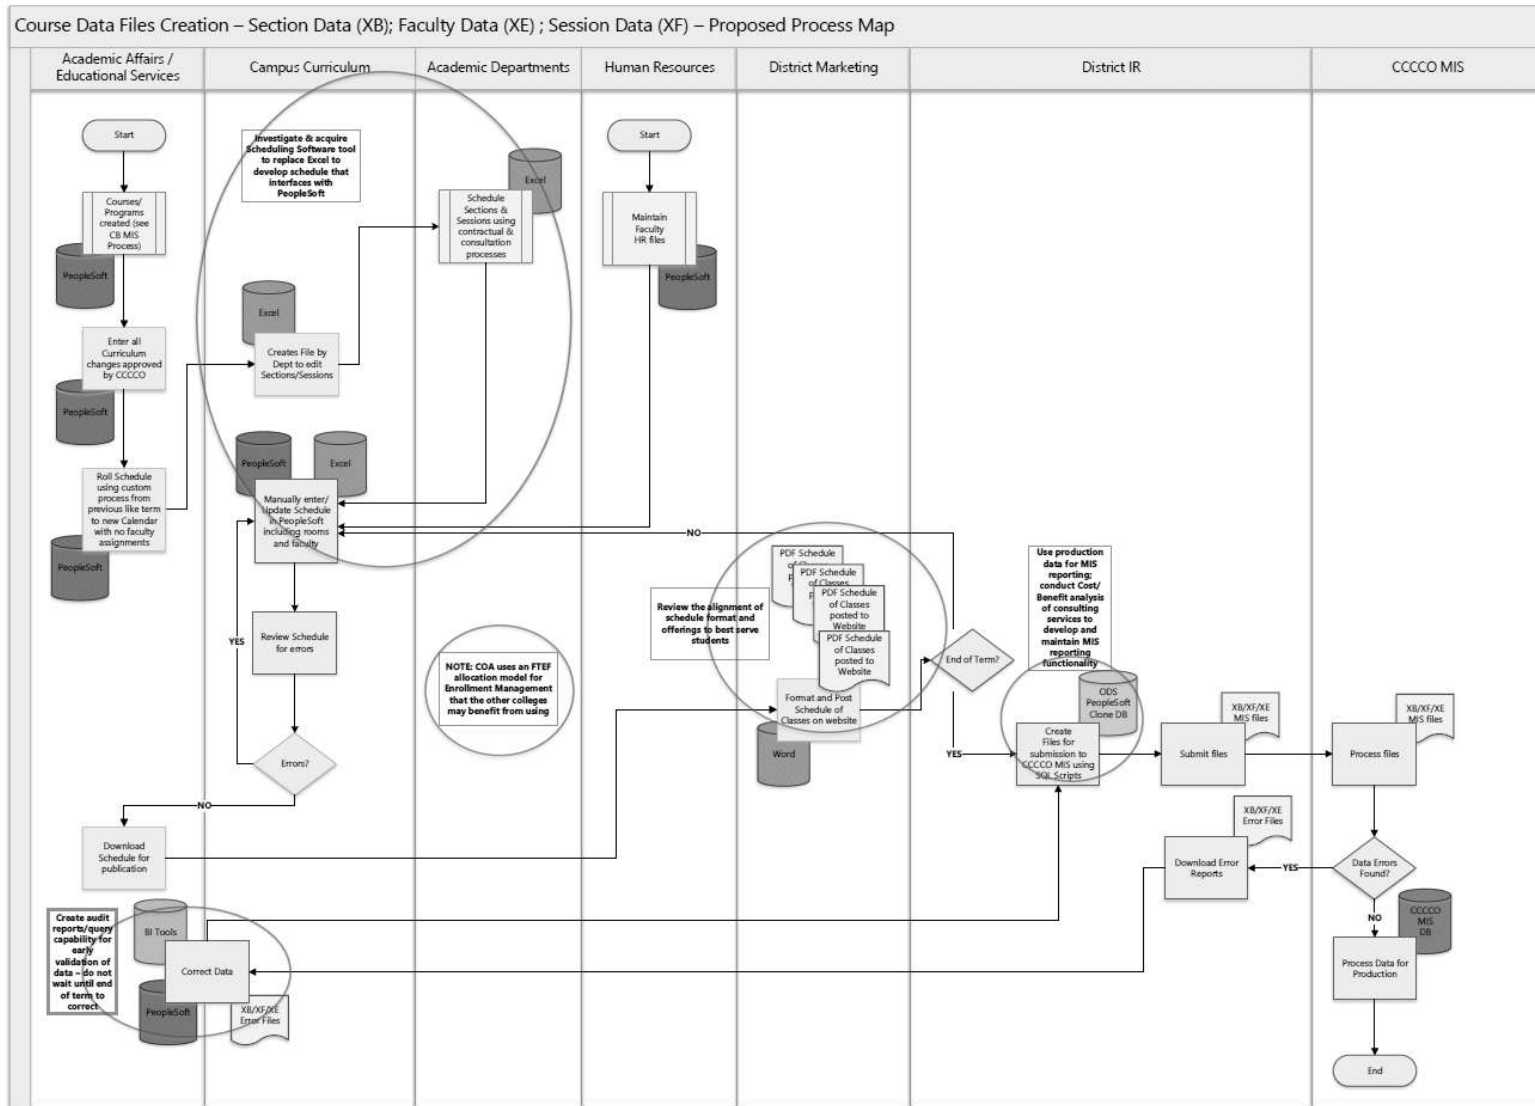 Course Data Files Creation – Section Data (XB); Faculty Data (XE) ; Session Data (XF) – Proposed Process Map
Academic Affairs /
Educational Services
Campus Curriculum
Academic Departments
Human Resources
District Marketing
District IR
CCCCO MIS
Start
Courses/
Programs
created (see
CB MIS
Process)
PeopleSoft
Enter all
Curriculum
changes approved
by CCCCO
PeopleSoft
Roll Schedule
using custom
process from
previous like term
to new Calendar
with no faculty
assignments
PeopleSoft
Investigate & acquire
Scheduling Software tool
to replace Excel to
develop schedule that
interfaces with
PeopleSoft
Excel
Creates File by
Dept to edit
Sections/Sessions
Excel
Schedule
Sections &
Sessions using
contractual &
consultation
processes
Start
Maintain
Faculty
HR files
PeopleSoft
PeopleSoft
Excel
Manually enter/
Update Schedule
in PeopleSoft
including rooms
and faculty
NO
YES
Review Schedule
for errors
Errors?
NO
Download
Schedule for
publication
NOTE: COA uses an FTEF
allocation model for
Enrollment Management
that the other colleges
may benefit from using
Review the alignment of
schedule format and
offerings to best serve
students
PDF Schedule
of Classes
PDF Schedule
of Classes
PDF Schedule
of Classes
posted to
Website
PDF Schedule
of Classes
posted to
Website
Format and Post
Schedule of
Classes on website
Word
End of Term?
YES
Use production
data for MIS
reporting;
conduct Cost/
Benefit analysis
of consulting
services to
develop and
maintain MIS
reporting
functionality
ODS
PeopleSoft
Clone DB
Create
Files for
submission to
CCCCO MIS using
SQL Scripts
XB/XF/XE
MIS files
Submit files
XB/XF/XE
MIS files
Process files
XB/XF/XE
Error Files
Download Error
Reports
YES
Data Errors
Found?
NO
CCCCO
MIS
DB
Process Data for
Production
End
Create audit
reports/query
capability for
early
validation of
data – do not
wait until end
of term to
correct
BI Tools
Correct Data
PeopleSoft
XB/XF/XE
Error Files